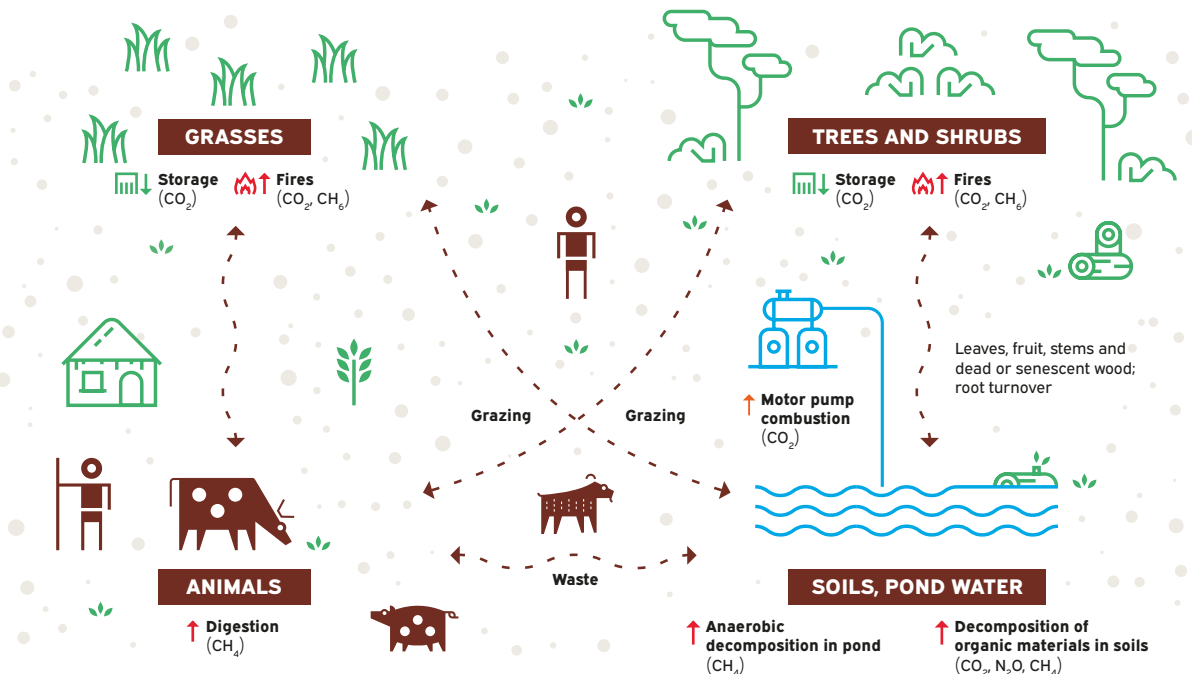 GRASSES
Storage
(CO₂)
Fires
(CO₂, CH₆)
TREES AND SHRUBS
Storage
(CO₂)
Fires
(CO₂, CH₆)
Leaves, fruit, stems and
dead or senescent wood;
root turnover
Motor pump
combustion
(CO₂)
Grazing
Grazing
Waste
ANIMALS
Digestion
(CH₄)
SOILS, POND WATER
Anaerobic
decomposition in pond
(CH₄)
Decomposition of
organic materials in soils
(CO₂, N₂O, CH₄)